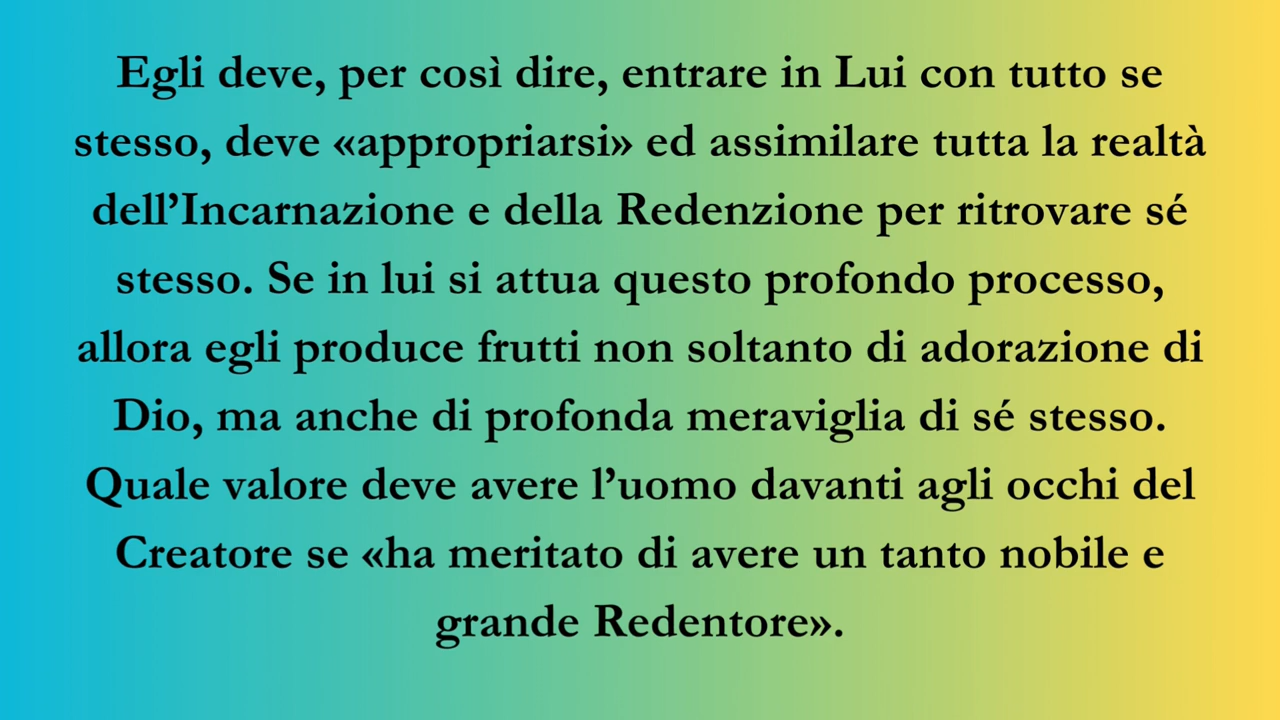 Egli deve, per così dire, entrare in Lui con tutto se
stesso, deve «appropriarsi» ed assimilare tutta la realtà
dell’Incarnazione e della Redenzione per ritrovare sé
stesso. Se in lui si attua questo profondo processo,
allora egli produce frutti non soltanto di adorazione di
Dio, ma anche di profonda meraviglia di sé stesso.
Quale valore deve avere l’uomo davanti agli occhi del
Creatore se «ha meritato di avere un tanto nobile e
grande Redentore».